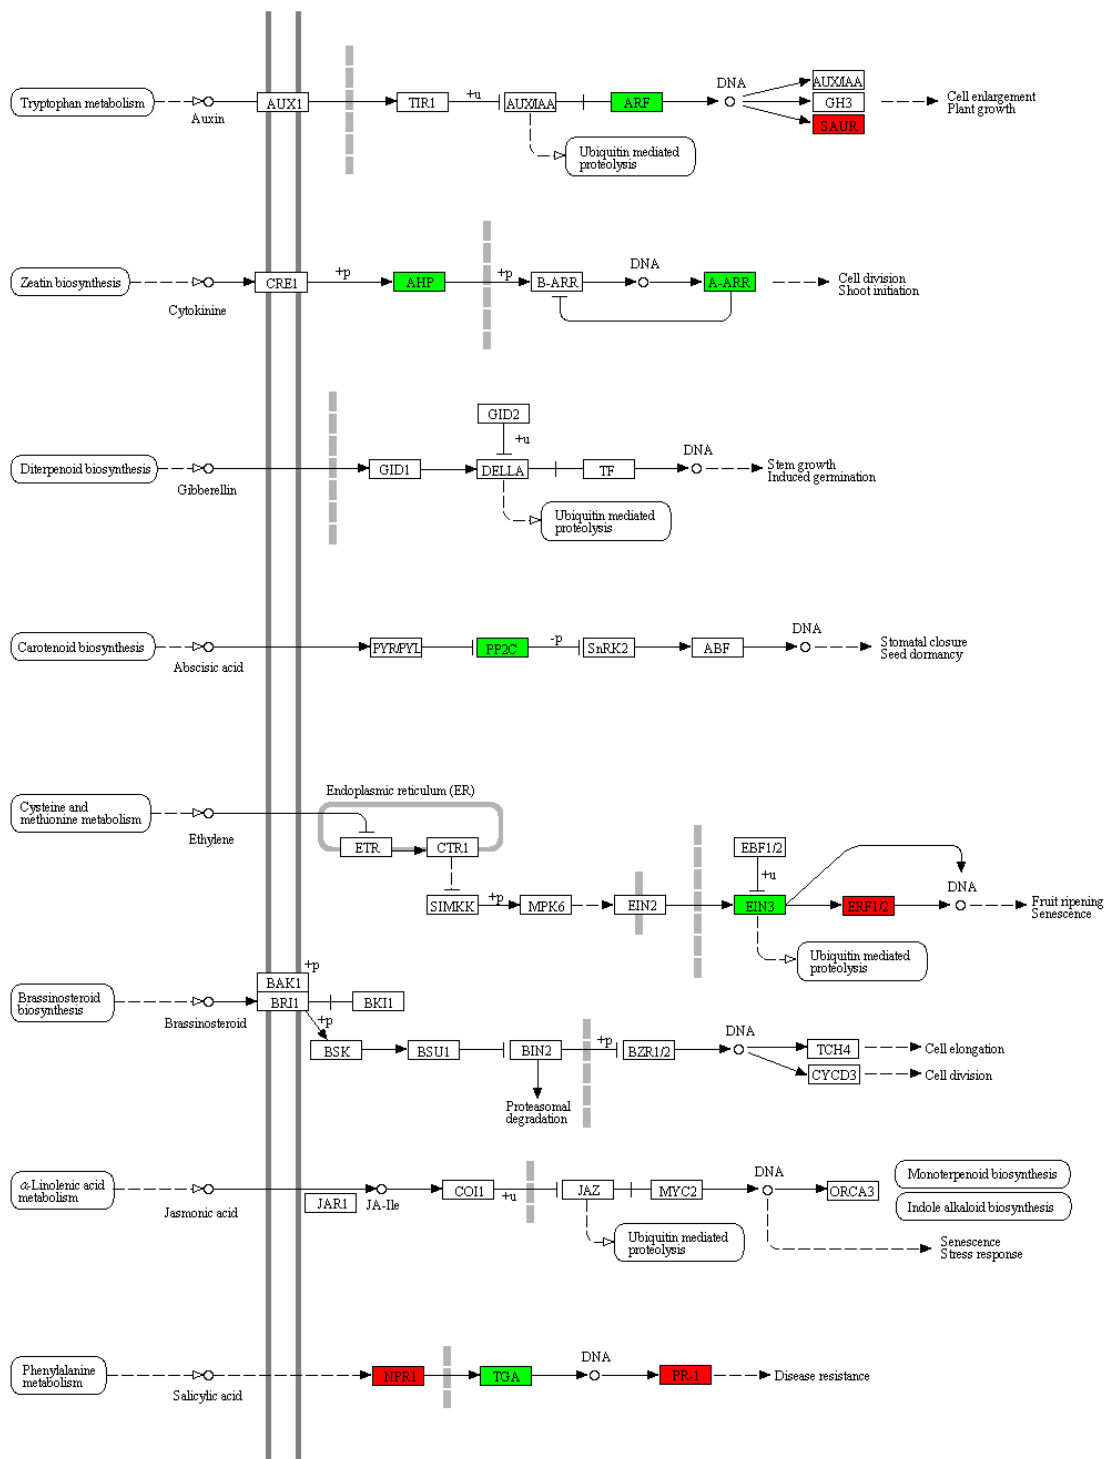 Tryptophan metabolism
Auxin
AUX1
TIR1
+u
AUX/IAA
ARF
DNA
AUX/IAA
GH3
SAUR
Cell enlargement
Plant growth
Ubiquitin mediated
proteolysis
Zeatin biosynthesis
Cytokinine
CRE1
+p
AHP
+p
B-ARR
DNA
A-ARR
Cell division
Shoot initiation
GID2
+u
Diterpenoid biosynthesis
Gibberellin
GID1
DELLA
TF
DNA
Stem growth
Induced germination
Ubiquitin mediated
proteolysis
Carotenoid biosynthesis
Abscisic acid
PYR/PYL
PP2C
-p
SnRK2
ABF
DNA
Stomatal closure
Seed dormancy
Cysteine and
methionine metabolism
Ethylene
Endoplasmic reticulum (ER)
ETR
CTR1
SIMKK
+p
MPK6
EIN2
EBF1/2
+u
EIN3
ERF1/2
DNA
Fruit ripening
Senescence
Ubiquitin mediated
proteolysis
Brassinosteroid
biosynthesis
Brassinosteroid
BAK1
+p
BRI1
BKI1
+p
BSK
BSU1
BIN2
+p
BZR1/2
DNA
TCH4
Cell elongation
CYCD3
Cell division
Proteasomal
degradation
α-Linolenic acid
metabolism
Jasmonic acid
JAR1
JA-Ile
COI1
+u
JAZ
MYC2
DNA
ORCA3
Monoterpenoid biosynthesis
Indole alkaloid biosynthesis
Ubiquitin mediated
proteolysis
Senescence
Stress response
Phenylalanine
metabolism
Salicylic acid
NPR1
TGA
DNA
PR-1
Disease resistance